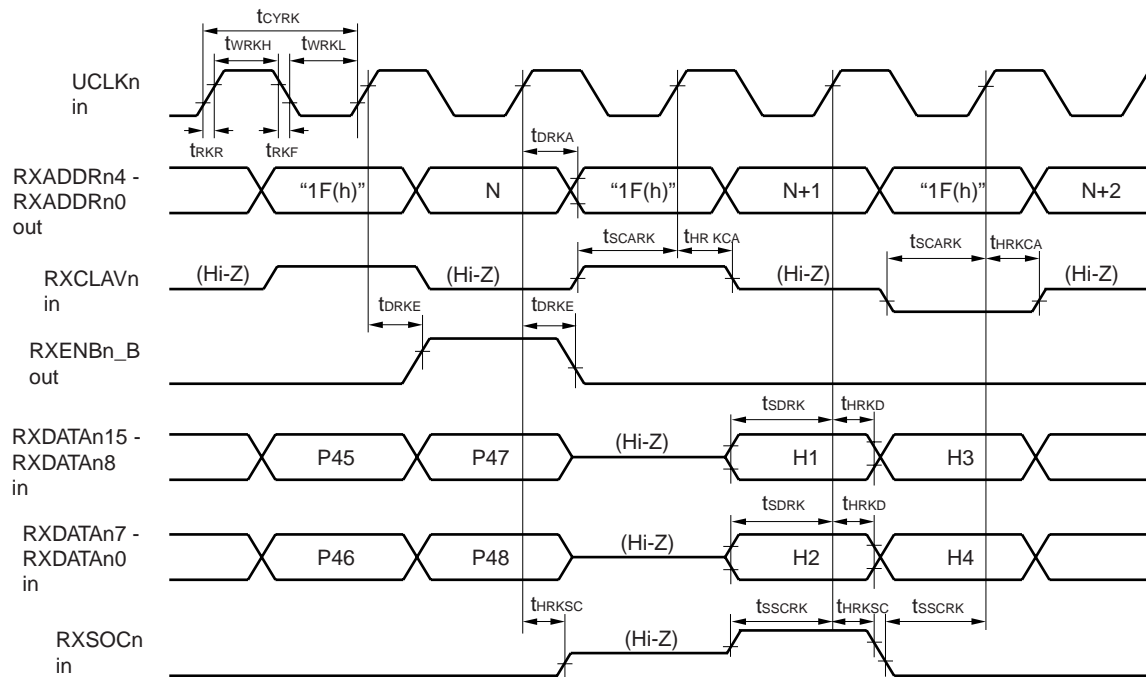 tCYRK
tWRKH tWRKL
UCLKn
in
tRKR tRKF tDRKA
RXADDRn4 -
RXADDRn0
out
“1F(h)” N “1F(h)” N+1 “1F(h)” N+2
tSCARK tHR KCA tSCARK tHRKCA
RXCLAVn
in
(Hi-Z) (Hi-Z) (Hi-Z) (Hi-Z)
tDRKE tDRKE
RXENBn_B
out
tSDRK tHRKD
RXDATAn15 -
RXDATAn8
in
P45 P47 (Hi-Z) H1 H3
tSDRK tHRKD
RXDATAn7 -
RXDATAn0
in
P46 P48 (Hi-Z) H2 H4
tHRKSC tSSCRK tHRKSC tSSCRK
RXSOCn
in
(Hi-Z)